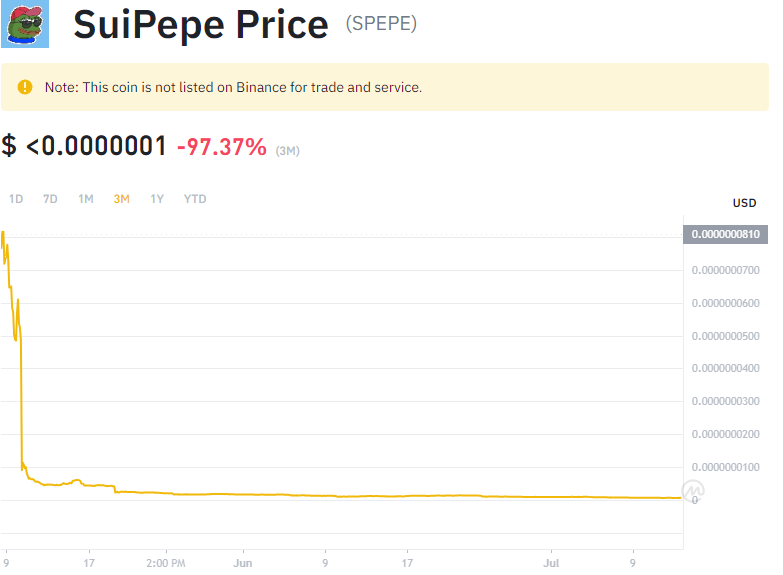 SuiPepe Price (SPEPE)
Note: This coin is not listed on Binance for trade and service.
$ <0.0000001 -97.37% (3M)
1D 7D 1M 3M 1Y YTD
USD
0.0000000810
0.0000000700
0.0000000600
0.0000000500
0.0000000400
0.0000000300
0.0000000200
0.0000000100
0
9 17 2:00 PM Jun 9 17 Jul 9